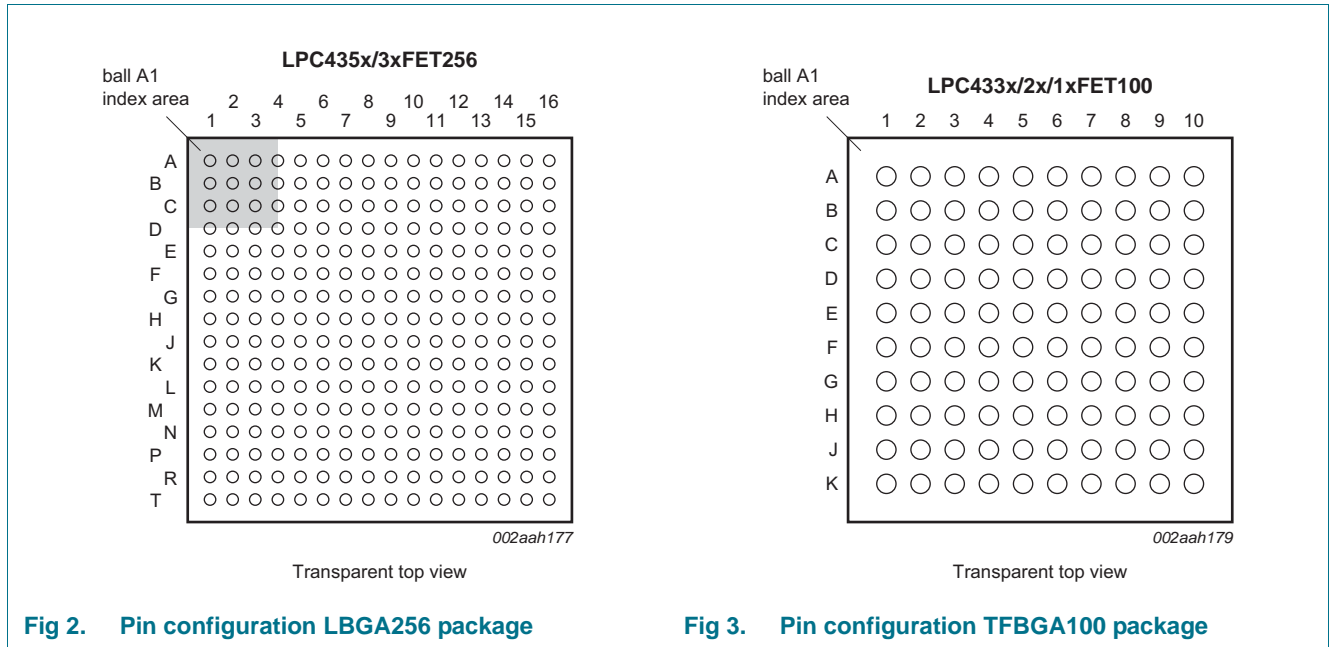 LPC435x/3xFET256
ball A1
index area
2 4 6 8 10 12 14 16
1 3 5 7 9 11 13 15
A
B
C
D
E
F
G
H
J
K
L
M
N
P
R
T
002aah177
Transparent top view
Fig 2. Pin configuration LBGA256 package
ball A1
index area
LPC433x/2x/1xFET100
1 2 3 4 5 6 7 8 9 10
A
B
C
D
E
F
G
H
J
K
002aah179
Transparent top view
Fig 3. Pin configuration TFBGA100 package